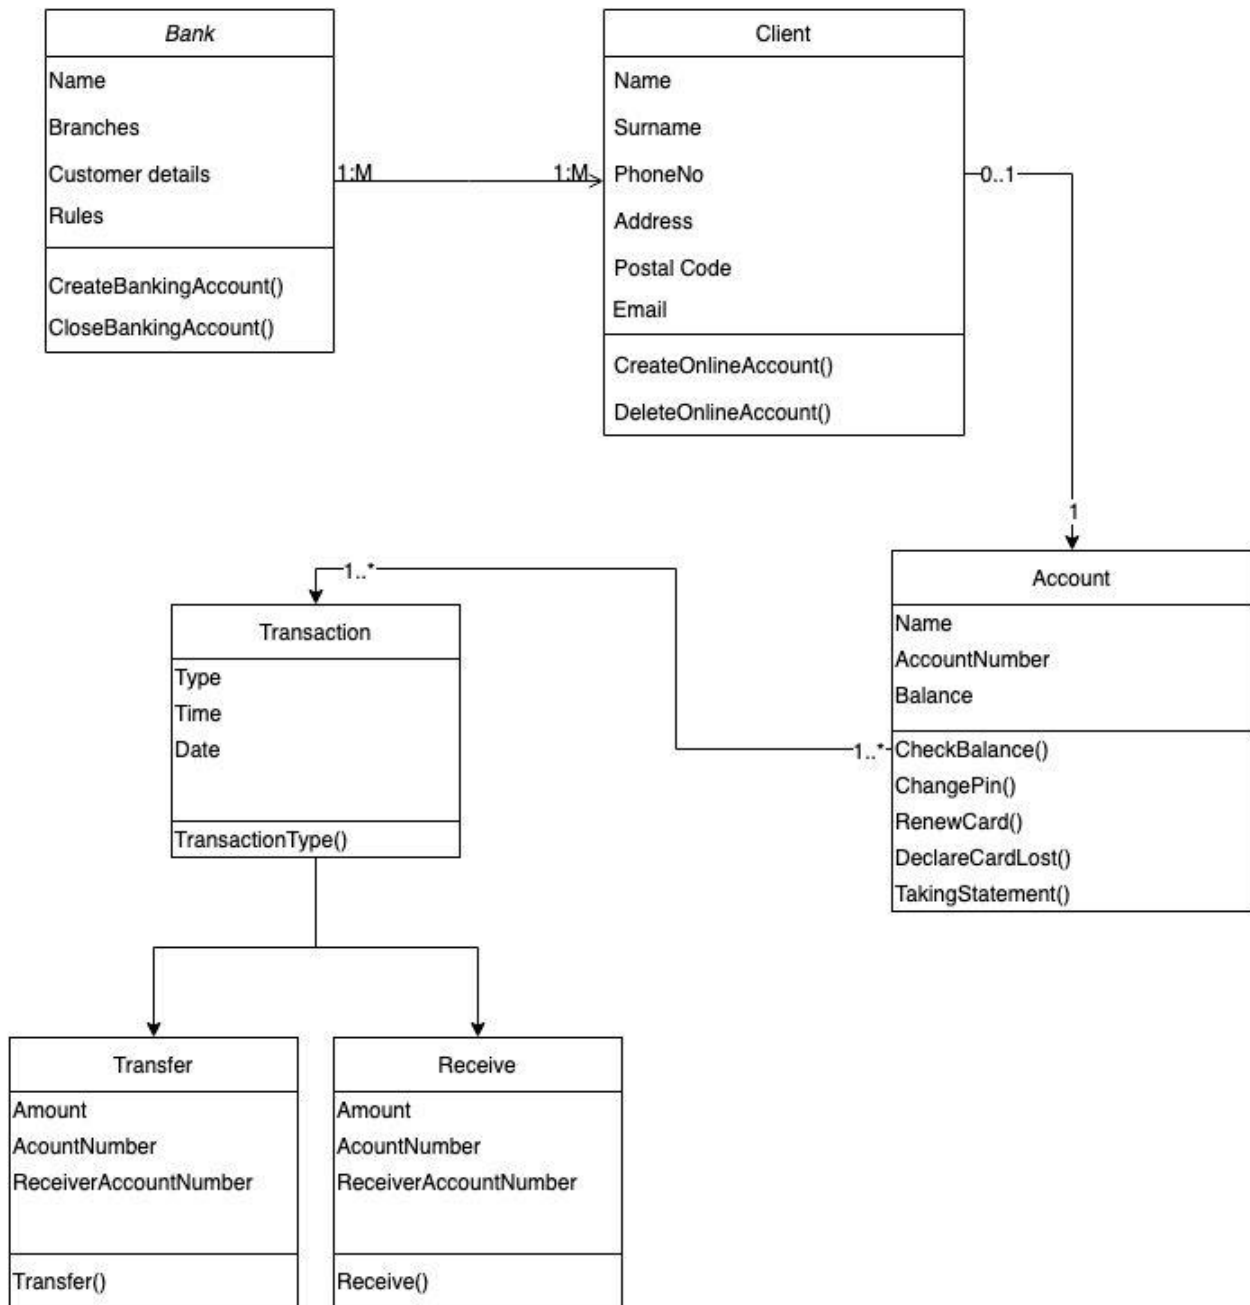 Bank
Name
Branches
Customer details
Rules
CreateBankingAccount()
CloseBankingAccount()
1:M
1:M
Client
Name
Surname
PhoneNo
Address
Postal Code
Email
CreateOnlineAccount()
DeleteOnlineAccount()
0..1
1
Account
Name
AccountNumber
Balance
CheckBalance()
ChangePin()
RenewCard()
DeclareCardLost()
TakingStatement()
1..*
1..*
Transaction
Type
Time
Date
TransactionType()
Transfer
Amount
AcountNumber
ReceiverAccountNumber
Transfer()
Receive
Amount
AcountNumber
ReceiverAccountNumber
Receive()